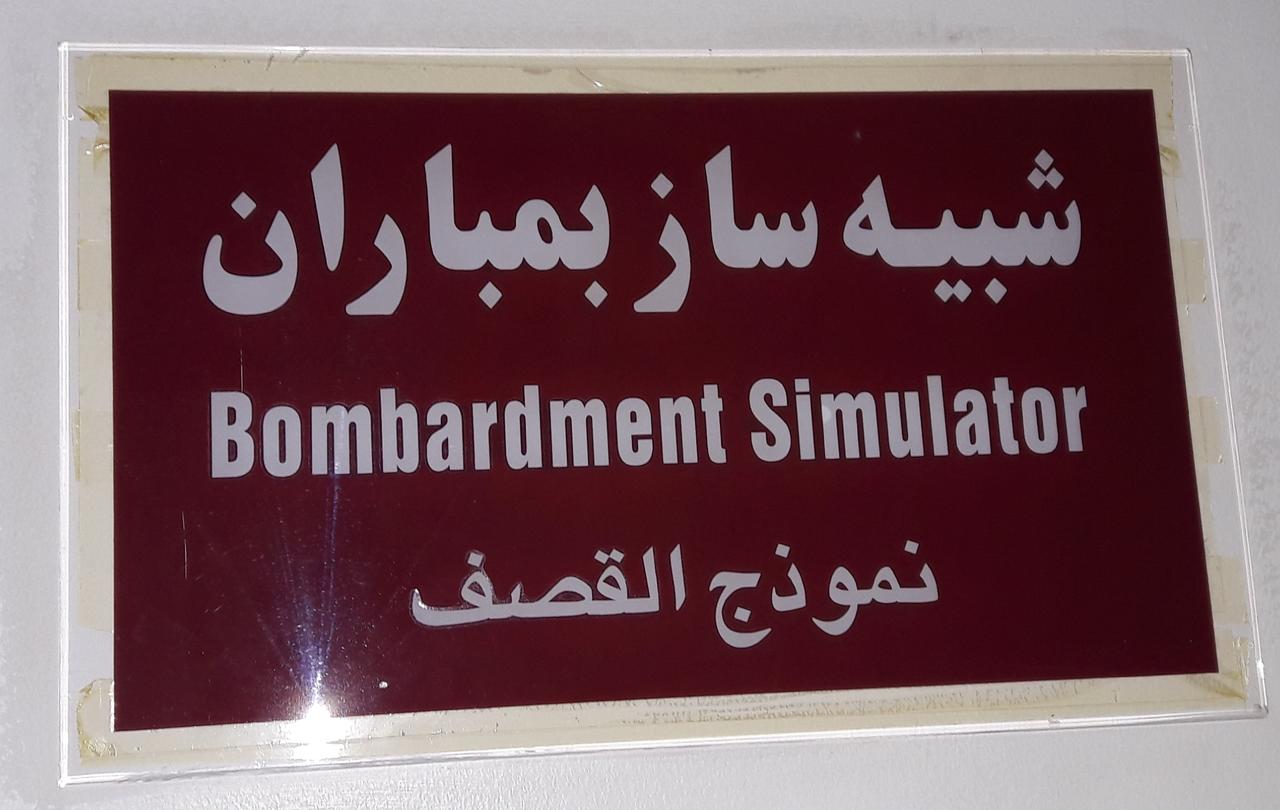 شبیه ساز بمباران
Bombardment Simulator
نموذج القصف